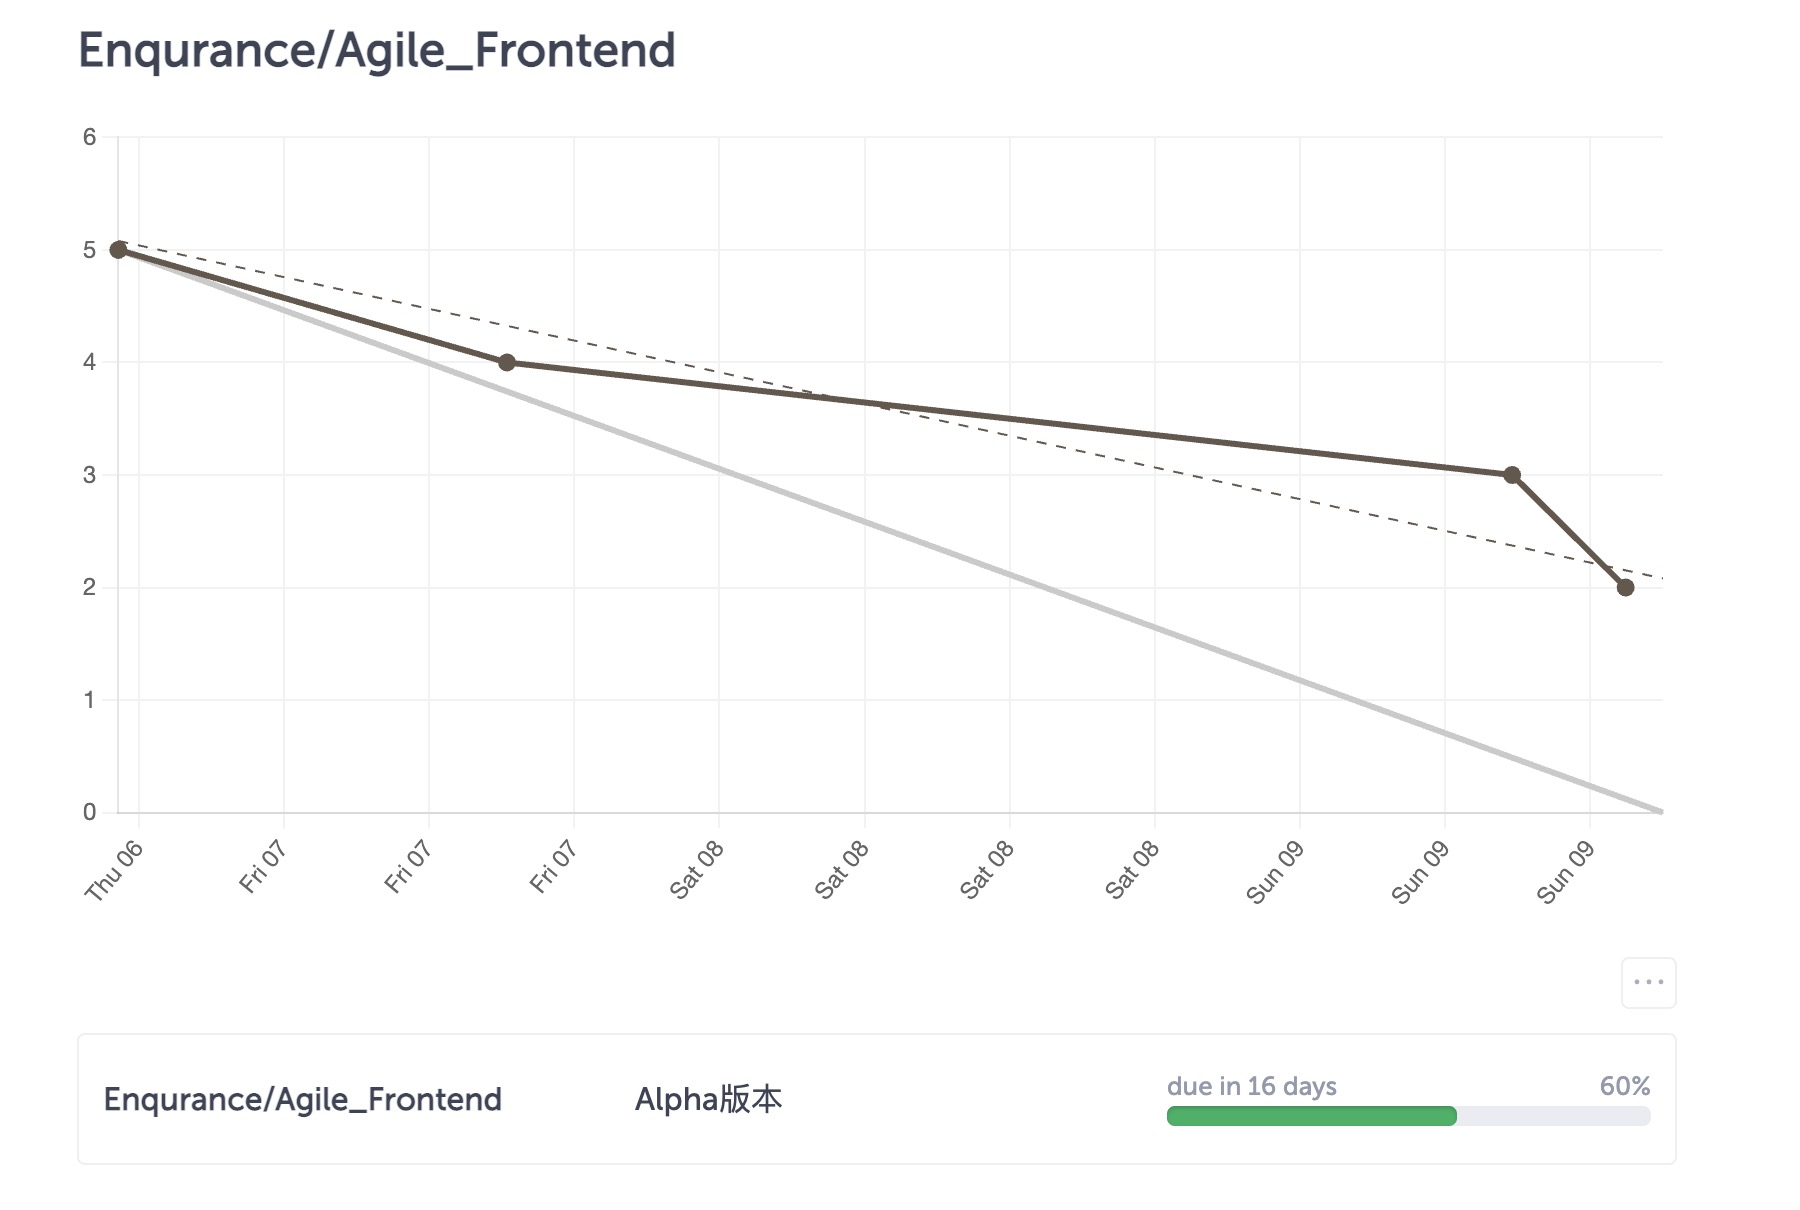 Enqurance/Agile_Frontend
6
5
4
3
2
1
0
Thu 06
Fri 07
Fri 07
Fri 07
Sat 08
Sat 08
Sat 08
Sat 08
Sun 09
Sun 09
Sun 09
...
Enqurance/Agile_Frontend
Alpha版本
due in 16 days
60%